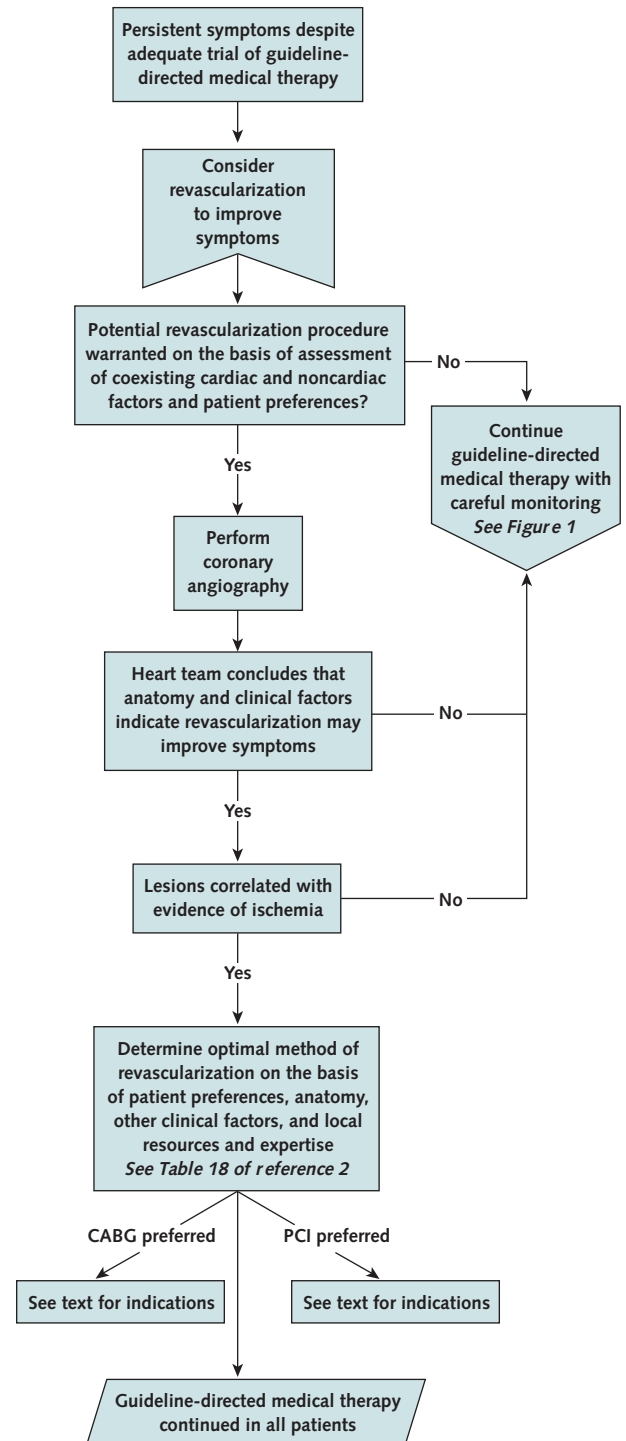 Persistent symptoms despite
adequate trial of guideline-
directed medical therapy
Consider
revascularization
to improve
symptoms
Potential revascularization procedure
warranted on the basis of assessment
of coexisting cardiac and noncardiac
factors and patient preferences?
No
Continue
guideline-directed
medical therapy with
careful monitoring
See Figure 1
Yes
Perform
coronary
angiography
Heart team concludes that
anatomy and clinical factors
indicate revascularization may
improve symptoms
No
Yes
Lesions correlated with
evidence of ischemia
No
Yes
Determine optimal method of
revascularization on the basis
of patient preferences, anatomy,
other clinical factors, and local
resources and expertise
See Table 18 of reference 2
CABG preferred
PCI preferred
See text for indications
See text for indications
Guideline-directed medical therapy
continued in all patients